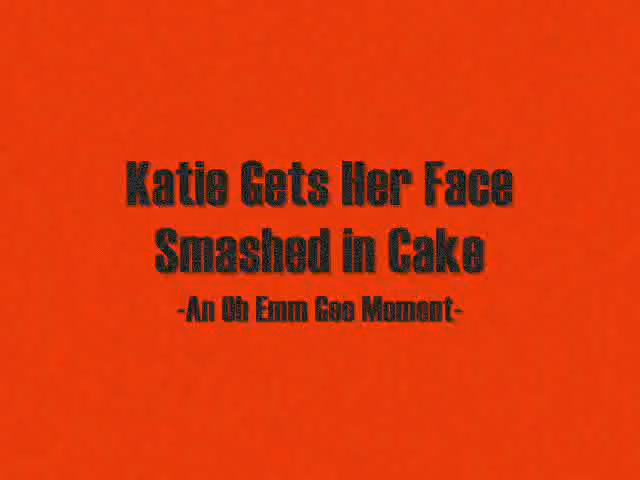 Katie Gets Her Face
Smashed in Cake
-An Oh Emm Gee Moment-